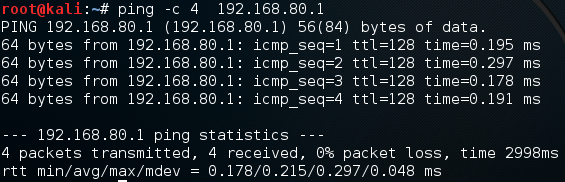 root@kali:~# ping -c 4  192.168.80.1
PING 192.168.80.1 (192.168.80.1) 56(84) bytes of data.
64 bytes from 192.168.80.1: icmp_seq=1 ttl=128 time=0.195 ms
64 bytes from 192.168.80.1: icmp_seq=2 ttl=128 time=0.297 ms
64 bytes from 192.168.80.1: icmp_seq=3 ttl=128 time=0.178 ms
64 bytes from 192.168.80.1: icmp_seq=4 ttl=128 time=0.191 ms

--- 192.168.80.1 ping statistics ---
4 packets transmitted, 4 received, 0% packet loss, time 2998ms
rtt min/avg/max/mdev = 0.178/0.215/0.297/0.048 ms